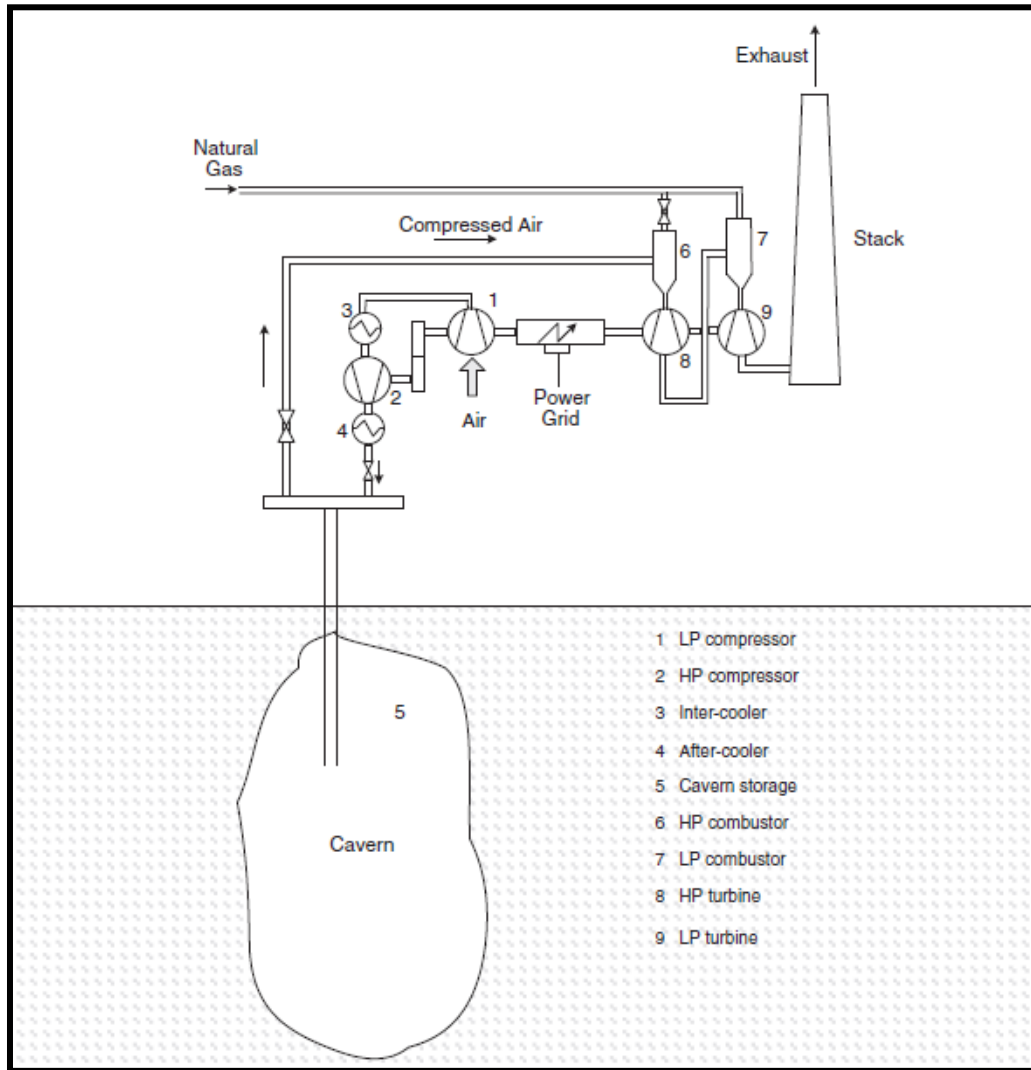 Exhaust
Natural
Gas
Compressed Air
6
7
Stack
3
1
9
8
2
Power
Grid
Air
4
1 LP compressor
2 HP compressor
3 Inter-cooler
5
4 After-cooler
5 Cavern storage
6 HP combustor
Cavern
7 LP combustor
8 HP turbine
9 LP turbine